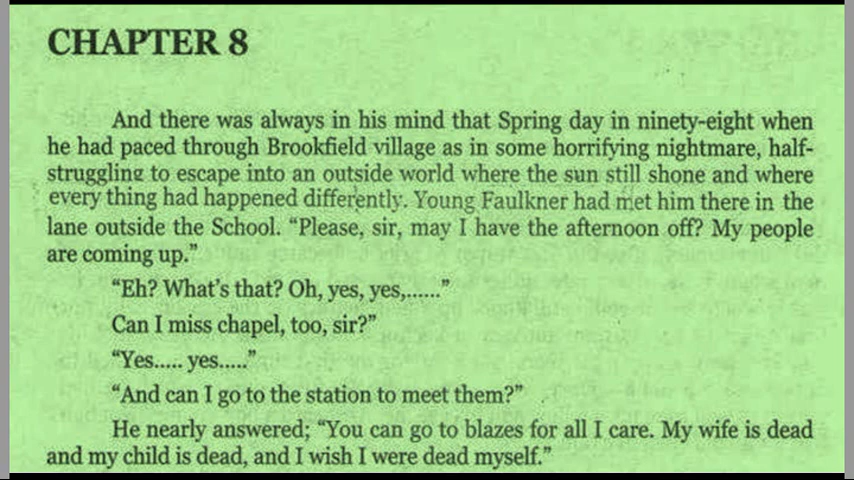 CHAPTER 8
And there was always in his mind that Spring day in ninety-eight when
he had paced through Brookfield village as in some horrifying nightmare, half-
struggling to escape into an outside world where the sun still shone and where
every thing had happened differently. Young Faulkner had met him there in the
lane outside the School. “Please, sir, may I have the afternoon off? My people
are coming up.”
“Eh? What’s that? Oh, yes, yes,......”
Can I miss chapel, too, sir?”
“Yes..... yes.....”
“And can I go to the station to meet them?”
He nearly answered; “You can go to blazes for all I care. My wife is dead
and my child is dead, and I wish I were dead myself.”